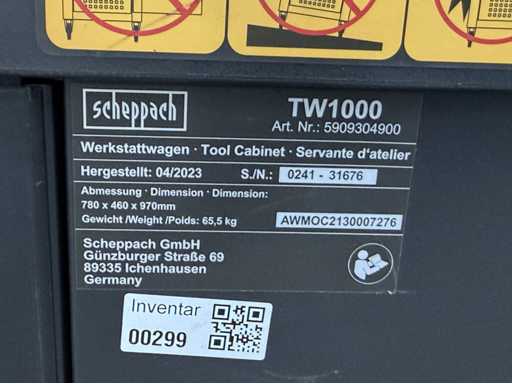 scheppach
TW1000
Art. Nr.: 5909304900
Werkstattwagen · Tool Cabinet · Servante d'atelier
Hergestellt: 04/2023 S./N.: 0241 - 31676
Abmessung · Dimension · Dimension:
780 x 460 x 970mm
Gewicht /Weight /Poids: 65,5 kg
AWMOC2130007276
Scheppach GmbH
Günzburger Straße 69
89335 Ichenhausen
Germany
Inventar
00299